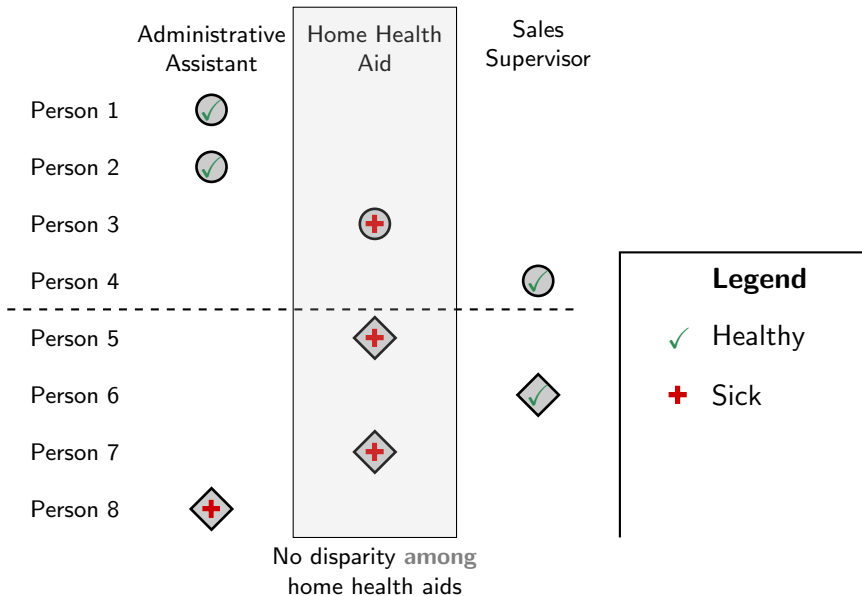 Administrative
Assistant
Home Health
Aid
Sales
Supervisor
Person 1
Person 2
Person 3
Person 4
Person 5
Person 6
Person 7
Person 8
No disparity among
home health aids
Legend
Healthy
Sick